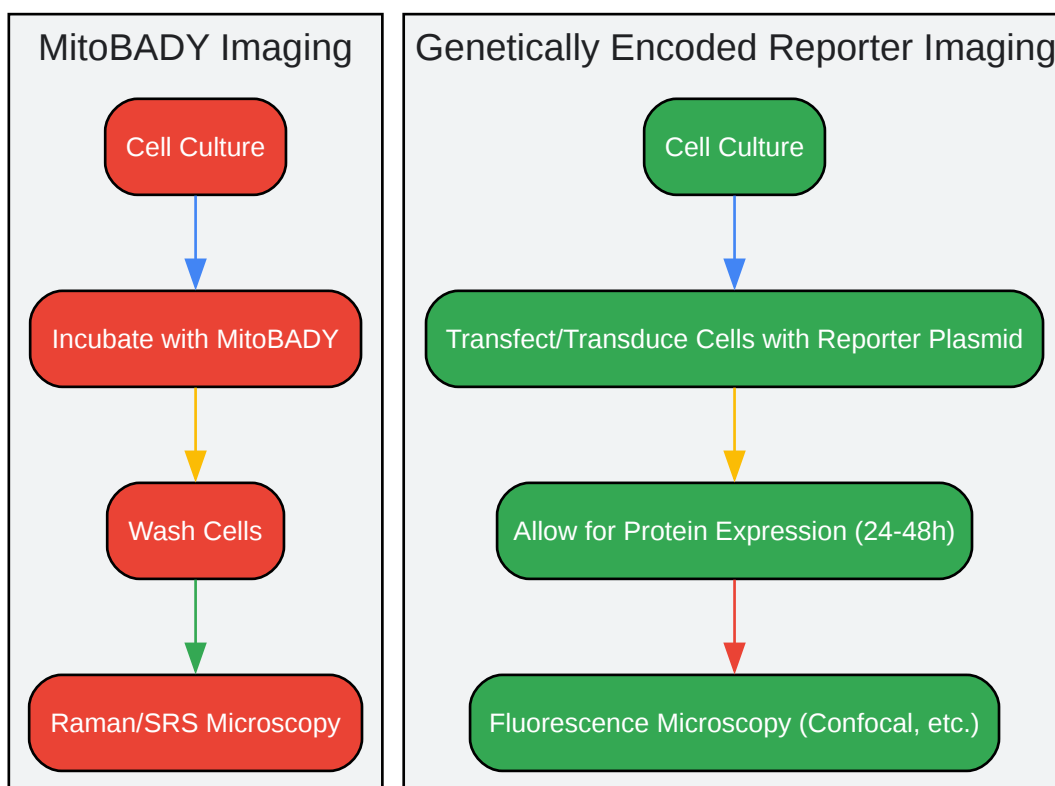 MitoBADY Imaging
Cell Culture
Incubate with MitoBADY
Wash Cells
Raman/SRS Microscopy
Genetically Encoded Reporter Imaging
Cell Culture
Transfect/Transduce Cells with Reporter Plasmid
Allow for Protein Expression (24-48h)
Fluorescence Microscopy (Confocal, etc.)